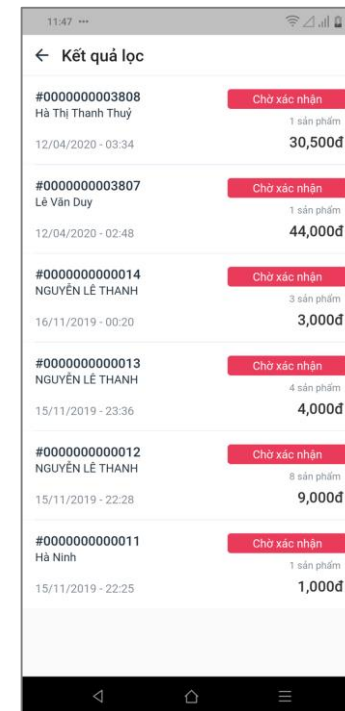 11:47 •••
← Kết quả lọc
#0000000003808 Chờ xác nhận
Hà Thị Thanh Thuỷ 1 sản phẩm
12/04/2020 - 03:34 30,500đ
#0000000003807 Chờ xác nhận
Lê Văn Duy 1 sản phẩm
12/04/2020 - 02:48 44,000đ
#0000000000014 Chờ xác nhận
NGUYỄN LÊ THANH 3 sản phẩm
16/11/2019 - 00:20 3,000đ
#0000000000013 Chờ xác nhận
NGUYỄN LÊ THANH 4 sản phẩm
15/11/2019 - 23:36 4,000đ
#0000000000012 Chờ xác nhận
NGUYỄN LÊ THANH 8 sản phẩm
15/11/2019 - 22:28 9,000đ
#0000000000011 Chờ xác nhận
Hà Ninh 1 sản phẩm
15/11/2019 - 22:25 1,000đ